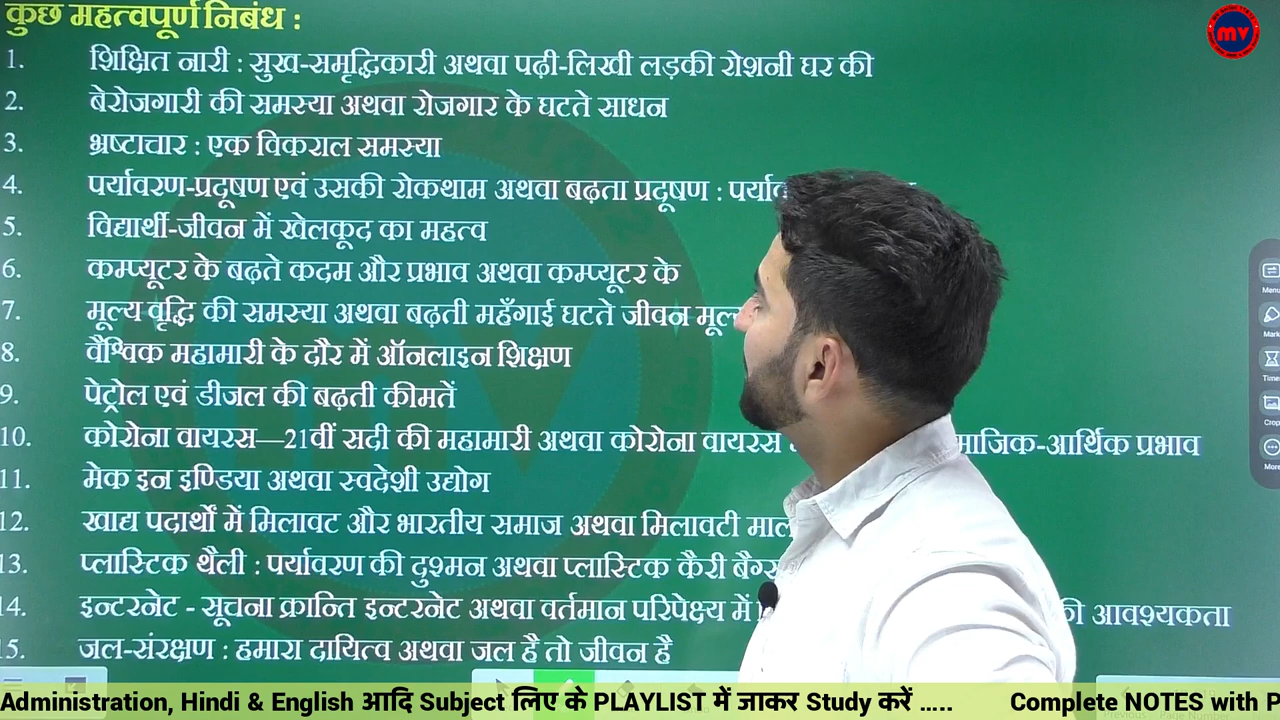 कुछ महत्वपूर्ण निबंध :
1. शिक्षित नारी : सुख-समृद्धिकारी अथवा पढ़ी-लिखी लड़की रोशनी घर की
2. बेरोजगारी की समस्या अथवा रोजगार के घटते साधन
3. भ्रष्टाचार : एक विकराल समस्या
4. पर्यावरण-प्रदूषण एवं उसकी रोकथाम अथवा बढ़ता प्रदूषण :
5. विद्यार्थी-जीवन में खेलकूद का महत्व
6. कम्प्यूटर के बढ़ते कदम और प्रभाव अथवा कम्प्यूटर के
7. मूल्य वृद्धि की समस्या अथवा बढ़ती महँगाई घटते जीवन
8. वैश्विक महामारी के दौर में ऑनलाइन शिक्षण
9. पेट्रोल एवं डीजल की बढ़ती कीमतें
10. कोरोना वायरस—21वीं सदी की महामारी अथवा कोरोना वायरस माजिक-आर्थिक प्रभाव
11. मेक इन इण्डिया अथवा स्वदेशी उद्योग
12. खाद्य पदार्थों में मिलावट और भारतीय समाज अथवा मिलावटी
13. प्लास्टिक थैली : पर्यावरण की दुश्मन अथवा प्लास्टिक कैरी
14. इन्टरनेट - सूचना क्रान्ति इन्टरनेट अथवा वर्तमान परिपेक्ष्य में की आवश्यकता
15. जल-संरक्षण : हमारा दायित्व अथवा जल है तो जीवन है
mv
Menu
Mark
Time
Crop
More
Administration, Hindi & English आदि Subject लिए के PLAYLIST में जाकर Study करें ..... Complete NOTES with P